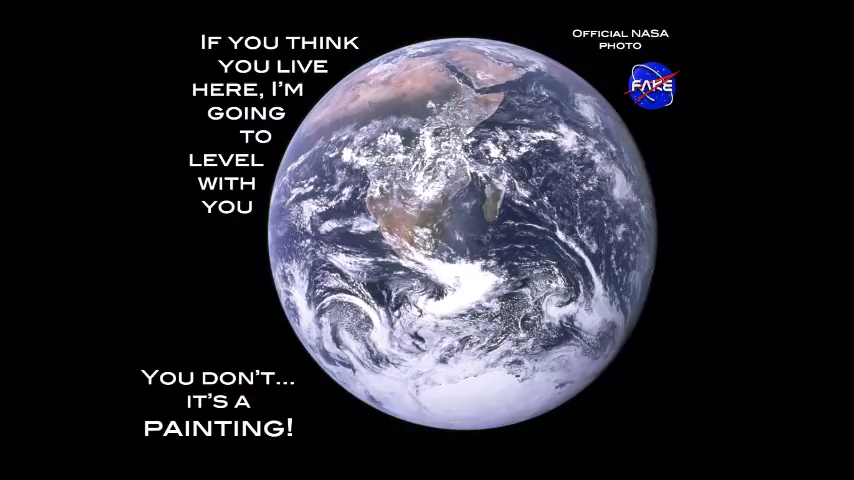 If you think
you live
here, I'm
going
to
level
with
you
Official NASA
photo
FAKE
You don't...
it's a
painting!